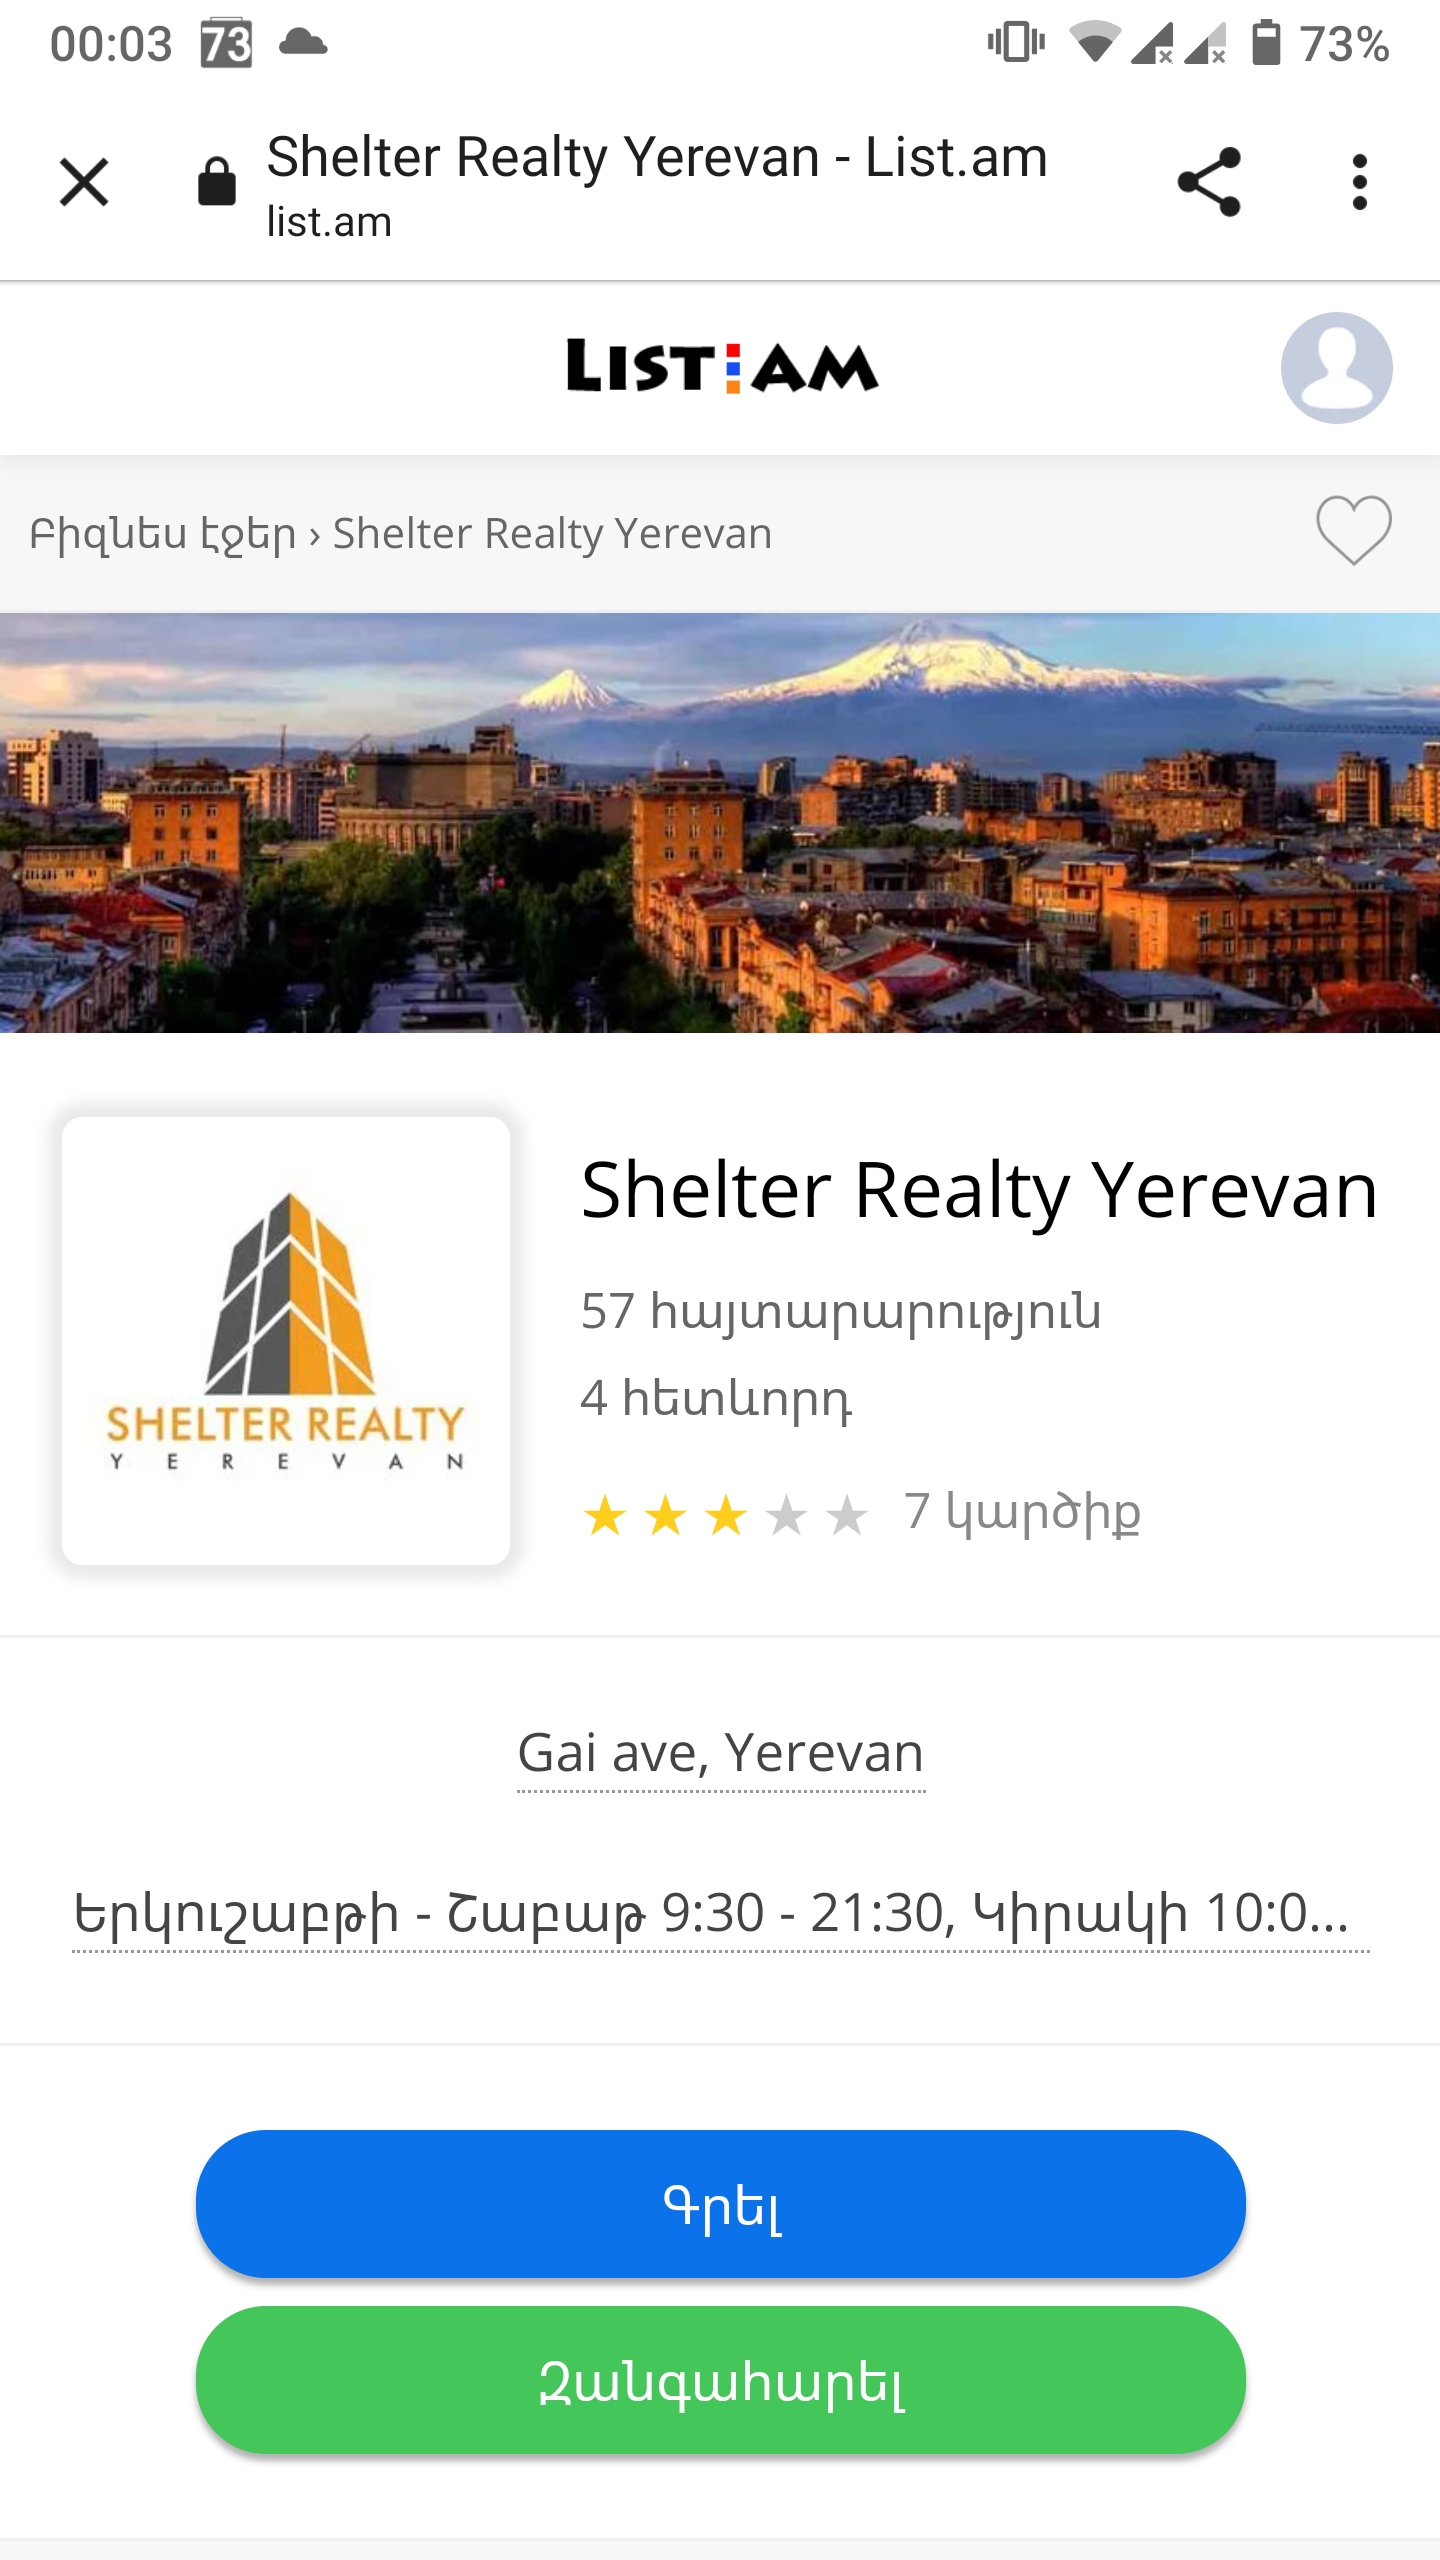 00:03 73 73%
Shelter Realty Yerevan - List.am
list.am
LIST AM
Բիզնես էջեր › Shelter Realty Yerevan
SHELTER REALTY
YEREVAN
Shelter Realty Yerevan
57 հայտարարություն
4 հետևորդ
7 կարծիք
Gai ave, Yerevan
Երկուշաբթի - Շաբաթ 9:30 - 21:30, Կիրակի 10:0...
Գրել
Զանգահարել